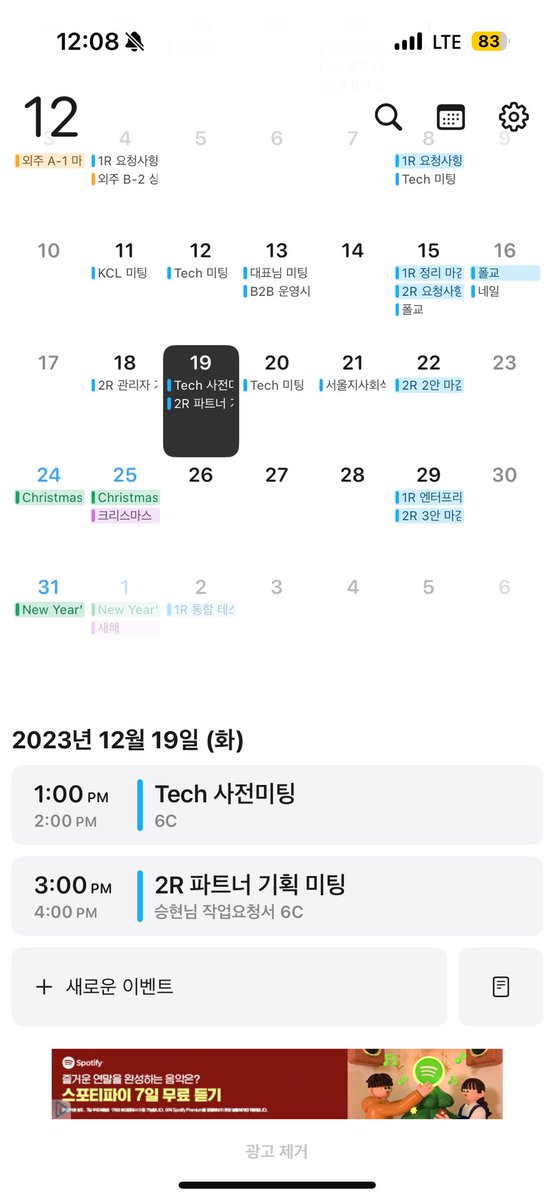 12:08
LTE
83
12
3 4 5 6 7 8 9
외주 A-1 마 1R 요청사항 1R 요청사항
외주 B-2 싱 Tech 미팅
10 11 12 13 14 15 16
KCL 미팅 Tech 미팅 대표님 미팅 1R 정리 마감 폴교
B2B 운영시 2R 요청사항 네일
폴교
17 18 19 20 21 22 23
2R 관리자 Tech 사전미 Tech 미팅 서울지사회식 2R 2안 마감
2R 파트너
24 25 26 27 28 29 30
Christmas Christmas 1R 엔터프리
크리스마스 2R 3안 마감
31 1 2 3 4 5 6
New Year' New Year' 1R 통합 테스
새해
2023년 12월 19일 (화)
1:00 PM Tech 사전미팅
2:00 PM 6C
3:00 PM 2R 파트너 기획 미팅
4:00 PM 승현님 작업요청서 6C
+ 새로운 이벤트
Spotify
즐거운 연말을 완성하는 음악은?
스포티파이 7일 무료 듣기
광고 제거